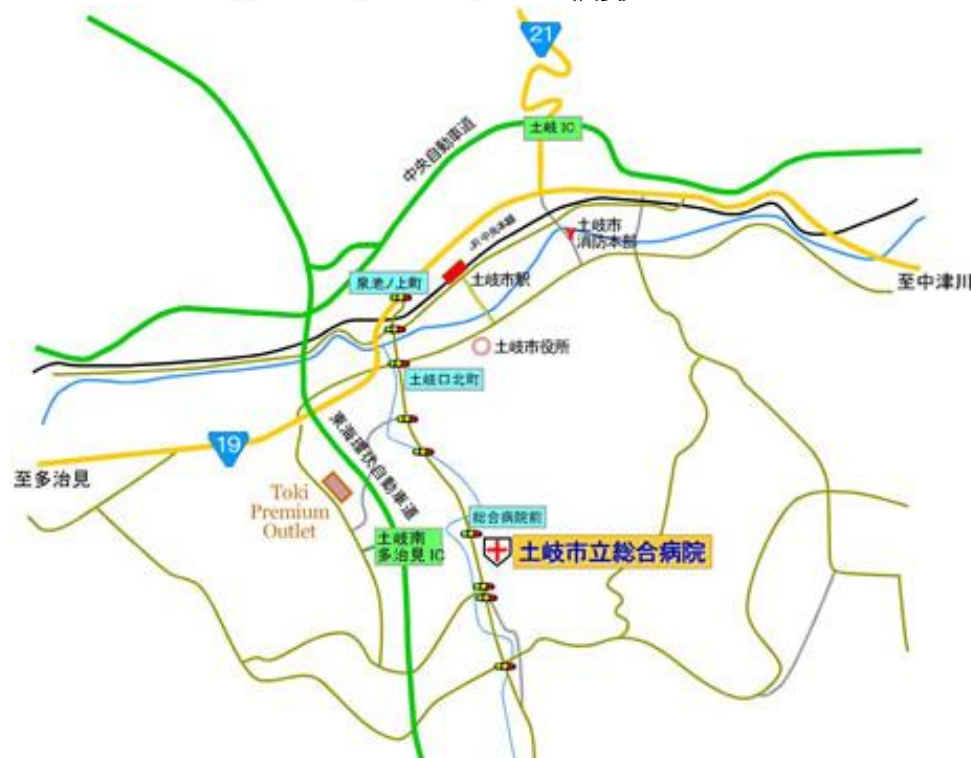 21
土岐 IC
中央自動車道
JR中央本線
土岐市
消防本部
泉池ノ上町
土岐市駅
至中津川
土岐市役所
土岐口北町
19
東海環状自動車道
至多治見
Toki
Premium
Outlet
総合病院前
土岐南
多治見 IC
土岐市立総合病院